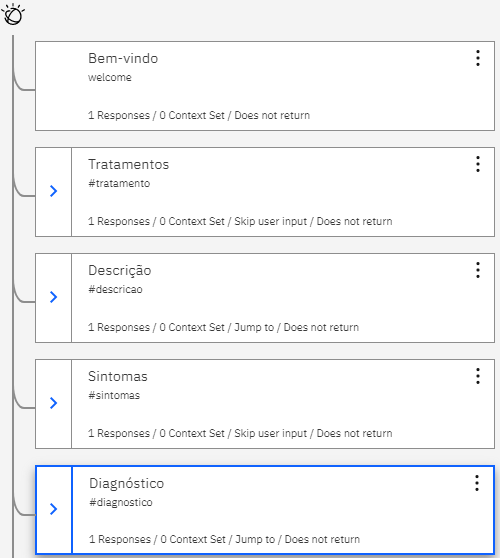 Bem-vindo
welcome
1 Responses / 0 Context Set / Does not return
Tratamentos
#tratamento
1 Responses / 0 Context Set / Skip user input / Does not return
Descrição
#descricao
1 Responses / 0 Context Set / Jump to / Does not return
Sintomas
#sintomas
1 Responses / 0 Context Set / Skip user input / Does not return
Diagnóstico
#diagnostico
1 Responses / 0 Context Set / Jump to / Does not return